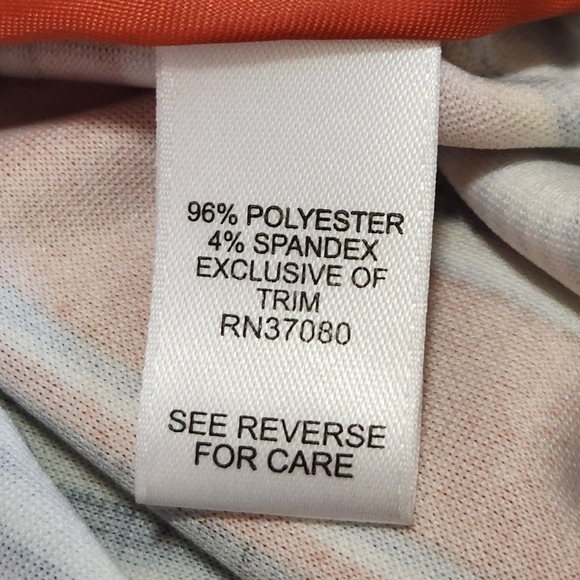 96% POLYESTER
4% SPANDEX
EXCLUSIVE OF
TRIM
RN37080
SEE REVERSE
FOR CARE